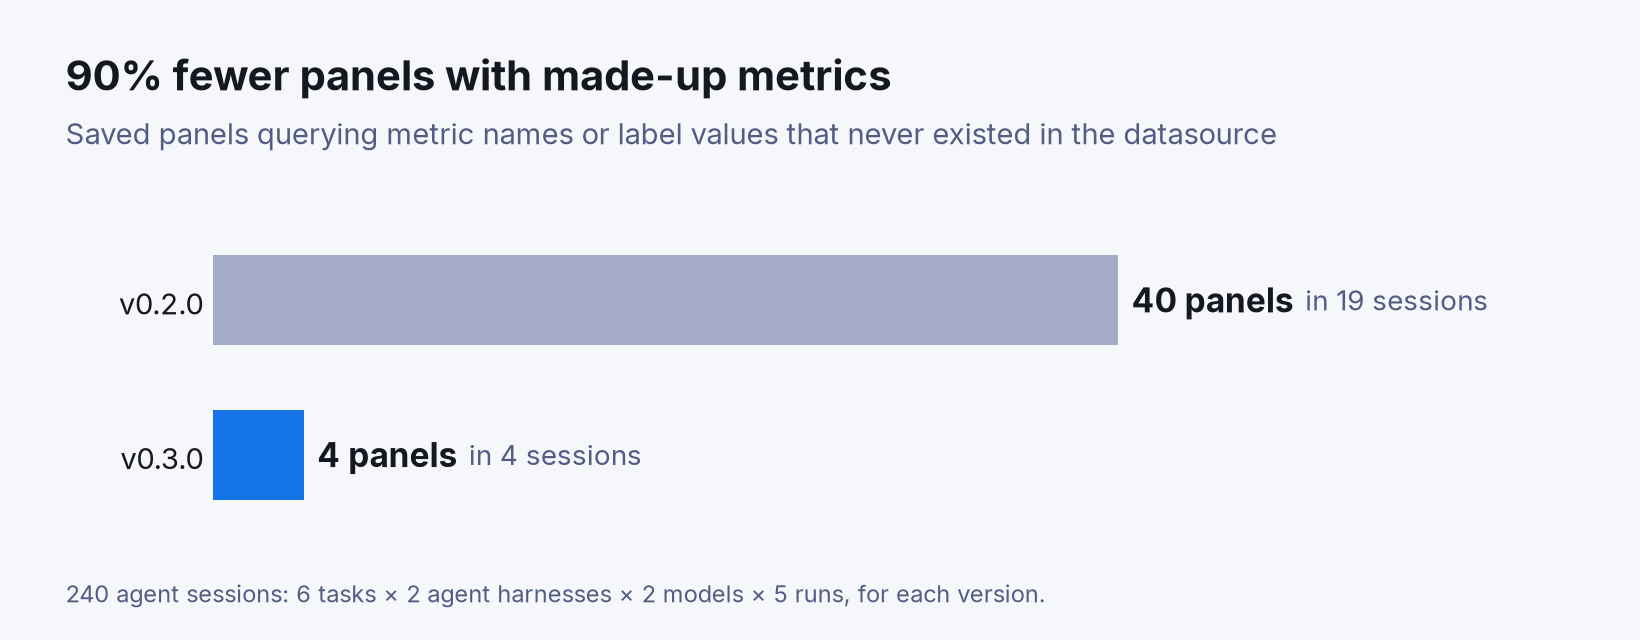 90% fewer panels with made-up metrics
Saved panels querying metric names or label values that never existed in the datasource
v0.2.0 40 panels in 19 sessions
v0.3.0 4 panels in 4 sessions
240 agent sessions: 6 tasks × 2 agent harnesses × 2 models × 5 runs, for each version.